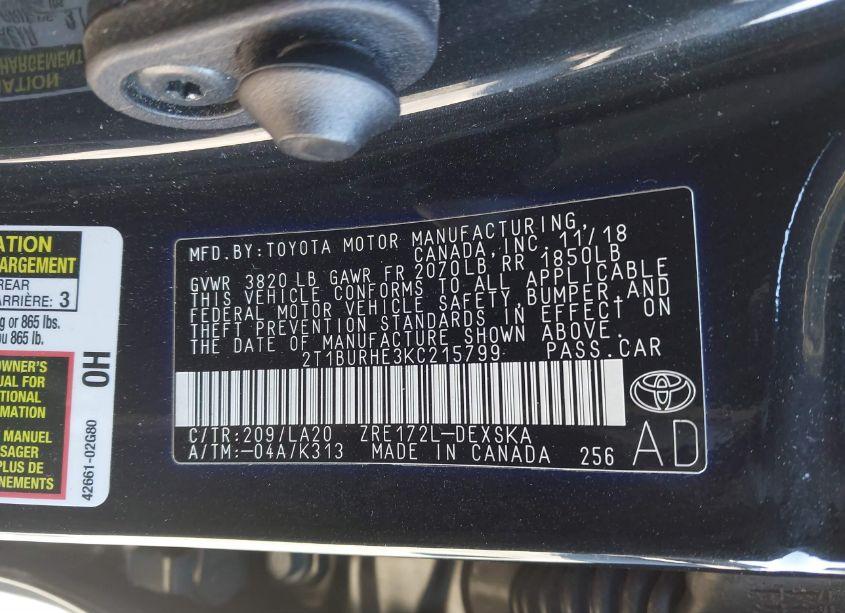 MFD.BY:TOYOTA MOTOR MANUFACTURING,
CANADA,INC. 11/18
GVWR 3820 LB GAWR FR 2070LB RR 1850LB
THIS VEHICLE CONFORMS TO ALL APPLICABLE
FEDERAL MOTOR VEHICLE SAFETY,BUMPER AND
THEFT PREVENTION STANDARDS IN EFFECT ON
THE DATE OF MANUFACTURE SHOWN ABOVE.
2T1BURHE3KC215799 PASS.CAR
C/TR:209/LA20 ZRE172L-DEXSKA
A/TM:-04A/K313 MADE IN CANADA 256
AD
ATION
ARGEMENT
REAR
ARRIÈRE: 3
g or 865 lbs.
ou 865 lb.
OWNER'S
UAL FOR
DITIONAL
ORMATION
E MANUEL
SAGER
PLUS DE
NEMENTS
0H
42661-02G80